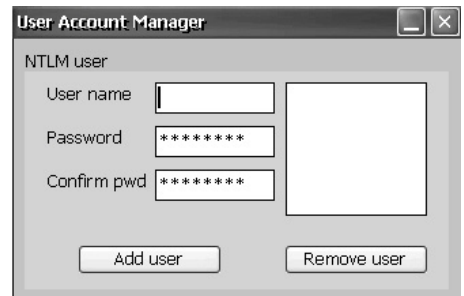 User Account Manager
NTLM user
User name
Password ********
Confirm pwd ********
Add user Remove user